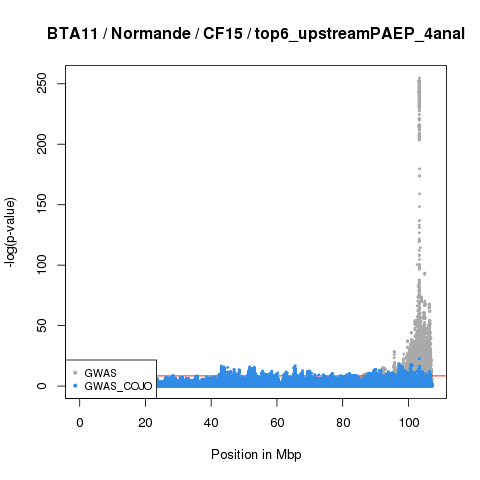 BTA11 / Normande / CF15 / top6_upstreamPAEP_4anal
-log(p-value)
250
200
150
100
50
0
GWAS
GWAS_COJO
0 20 40 60 80 100
Position in Mbp